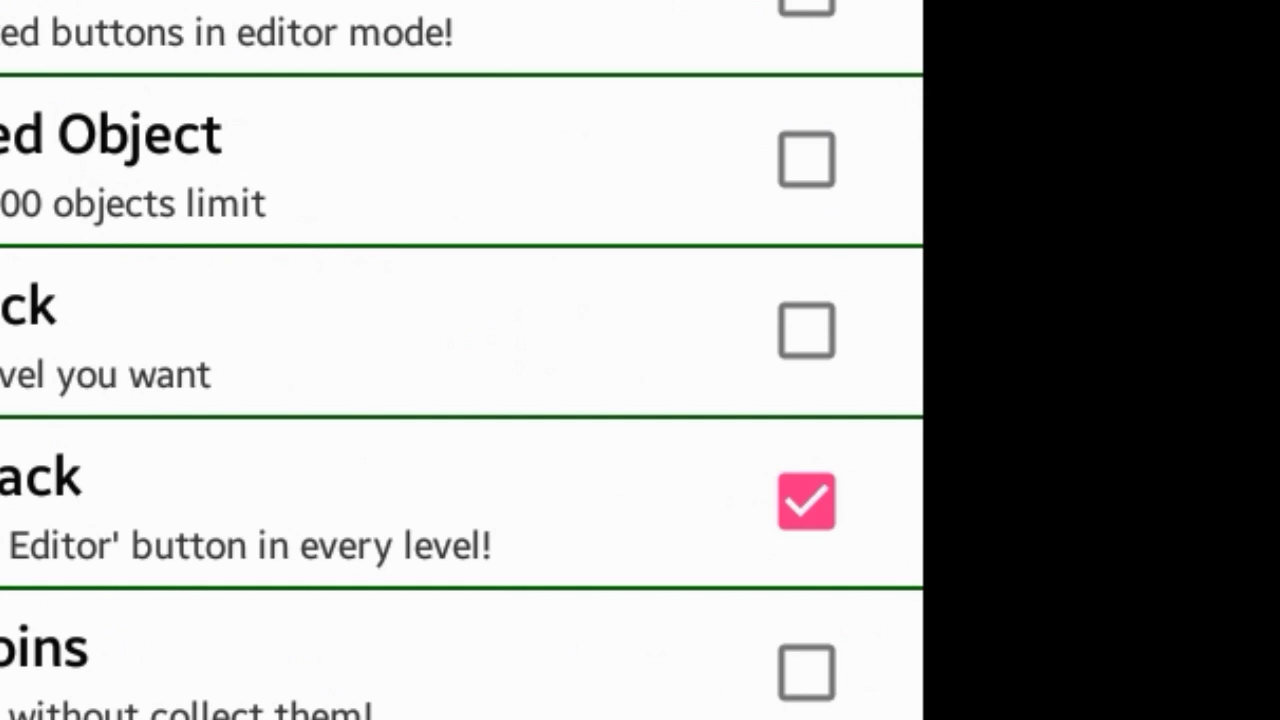 ed buttons in editor mode!
ed Object
00 objects limit
ck
vel you want
ack
Editor' button in every level!
oins
without collect them!